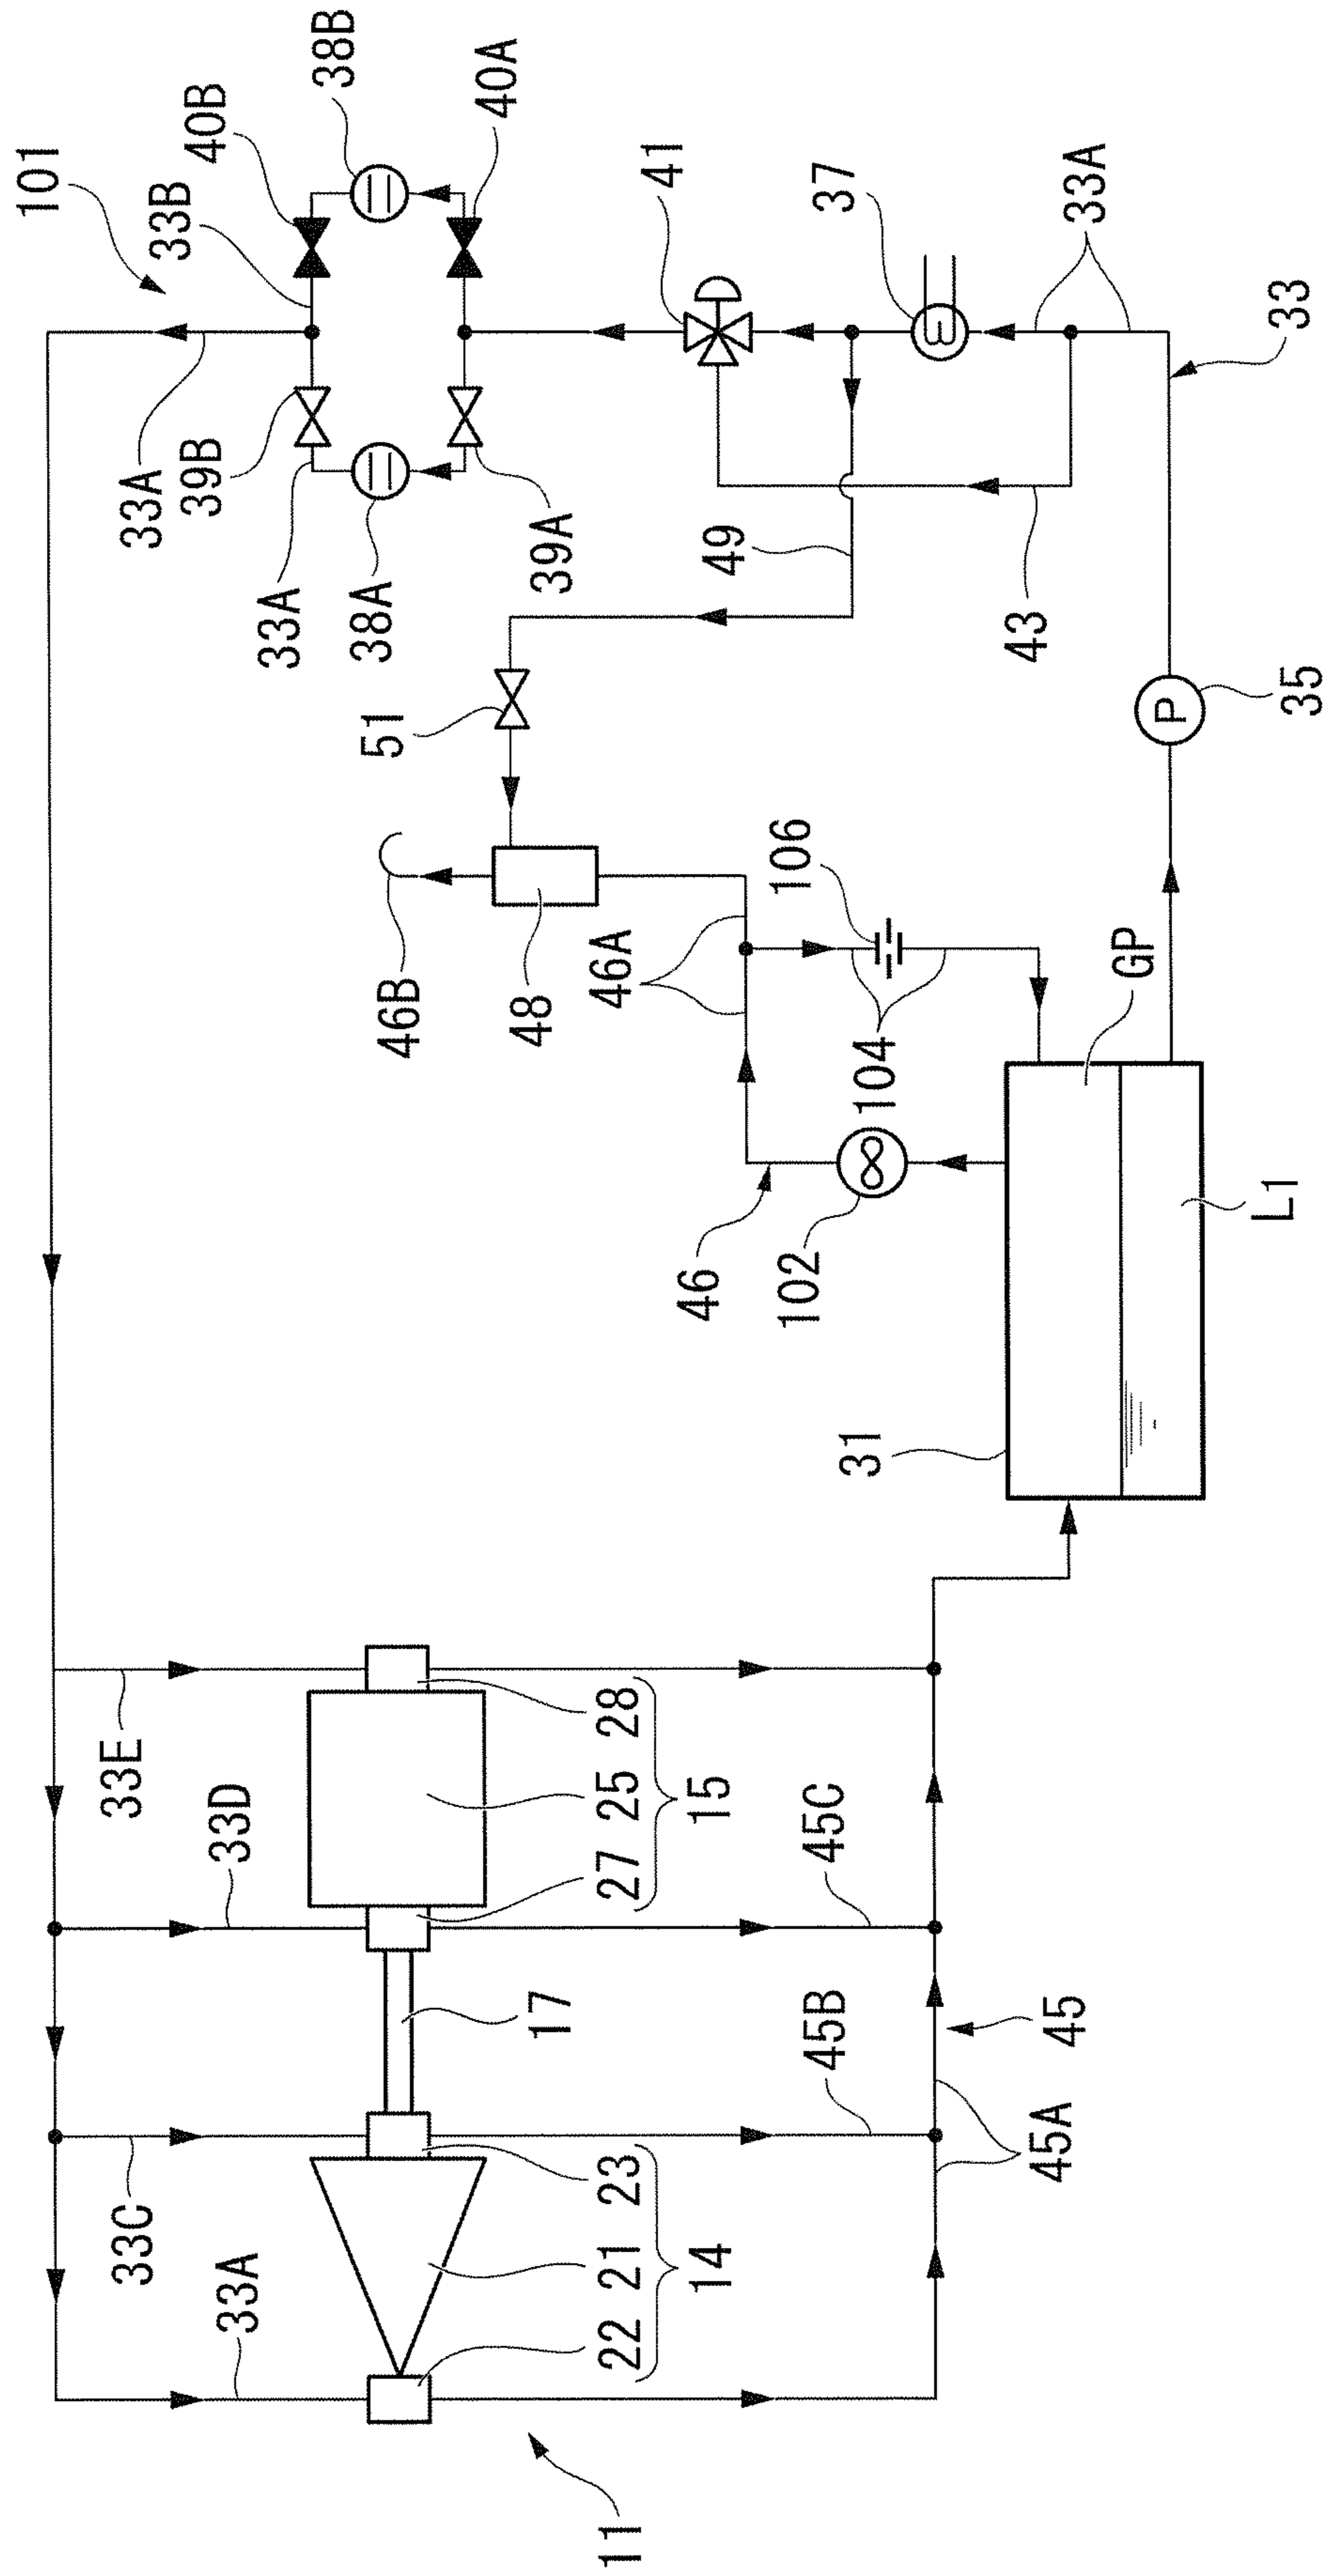 101
33E
33C
33A
33B
39B
40B
33D
33A
33A
38B
38A
51
46B
40A
48
17
39A
46A
11
22 21 23
27 25 28
41
46
14
15
49
106
102
45B
45C
37
31
104
43
45A
45
33A
GP
P
L1
33
35